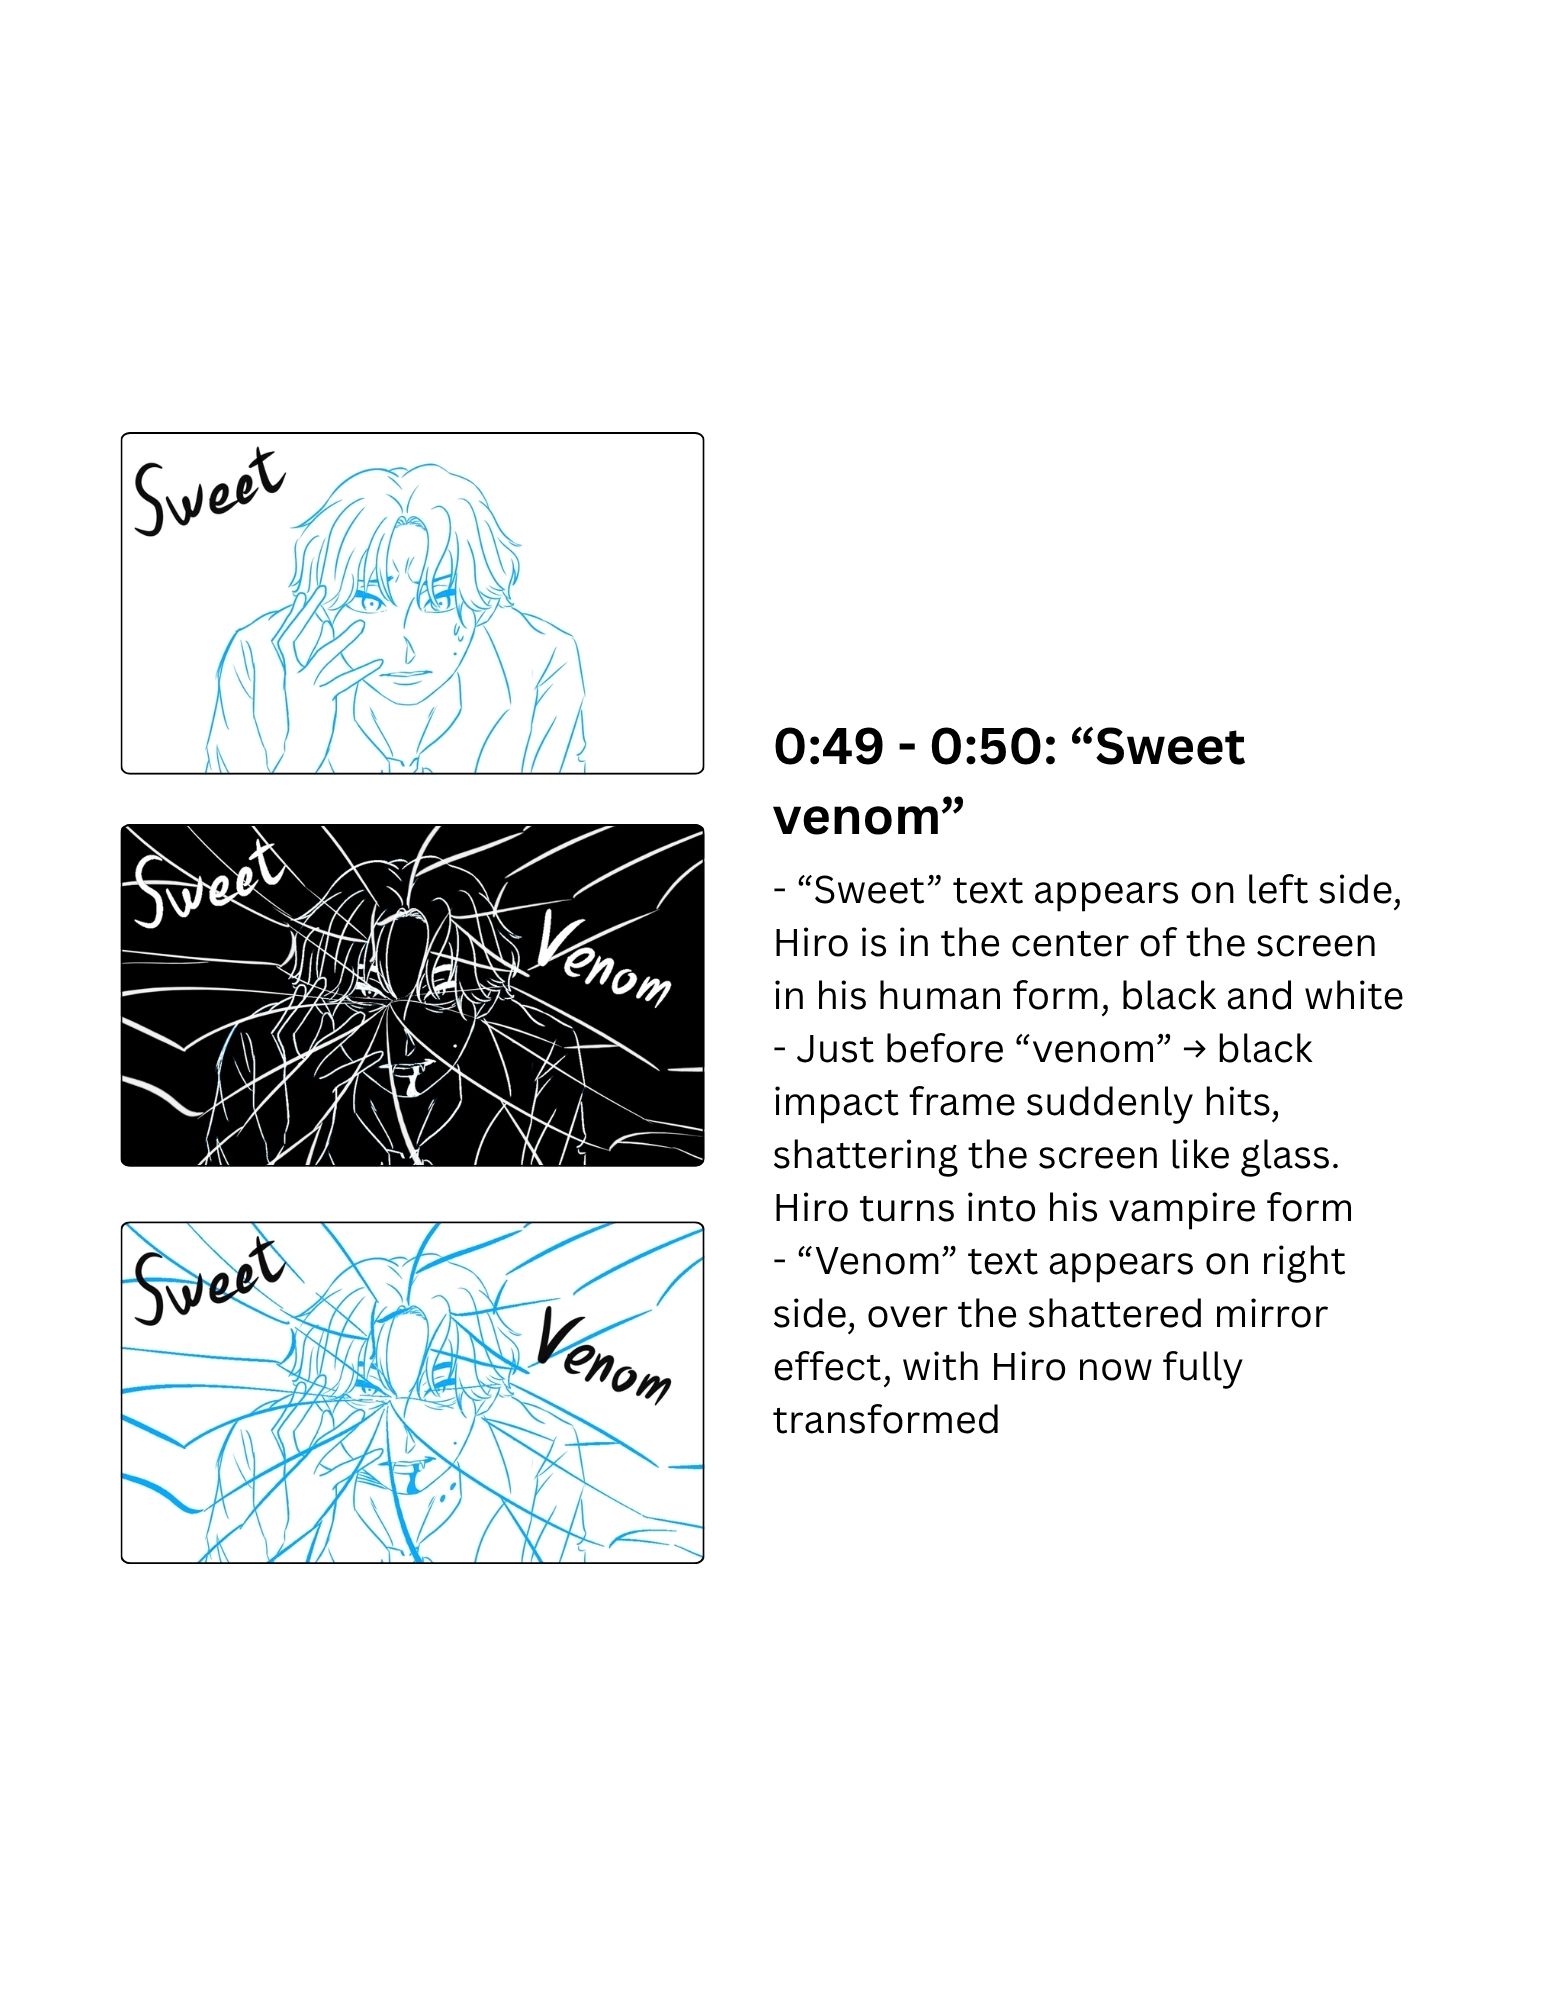 Sweet
Sweet
Venom
Sweet
Venom
0:49 - 0:50: “Sweet
venom”
- “Sweet” text appears on left side,
Hiro is in the center of the screen
in his human form, black and white
- Just before “venom” → black
impact frame suddenly hits,
shattering the screen like glass.
Hiro turns into his vampire form
- “Venom” text appears on right
side, over the shattered mirror
effect, with Hiro now fully
transformed